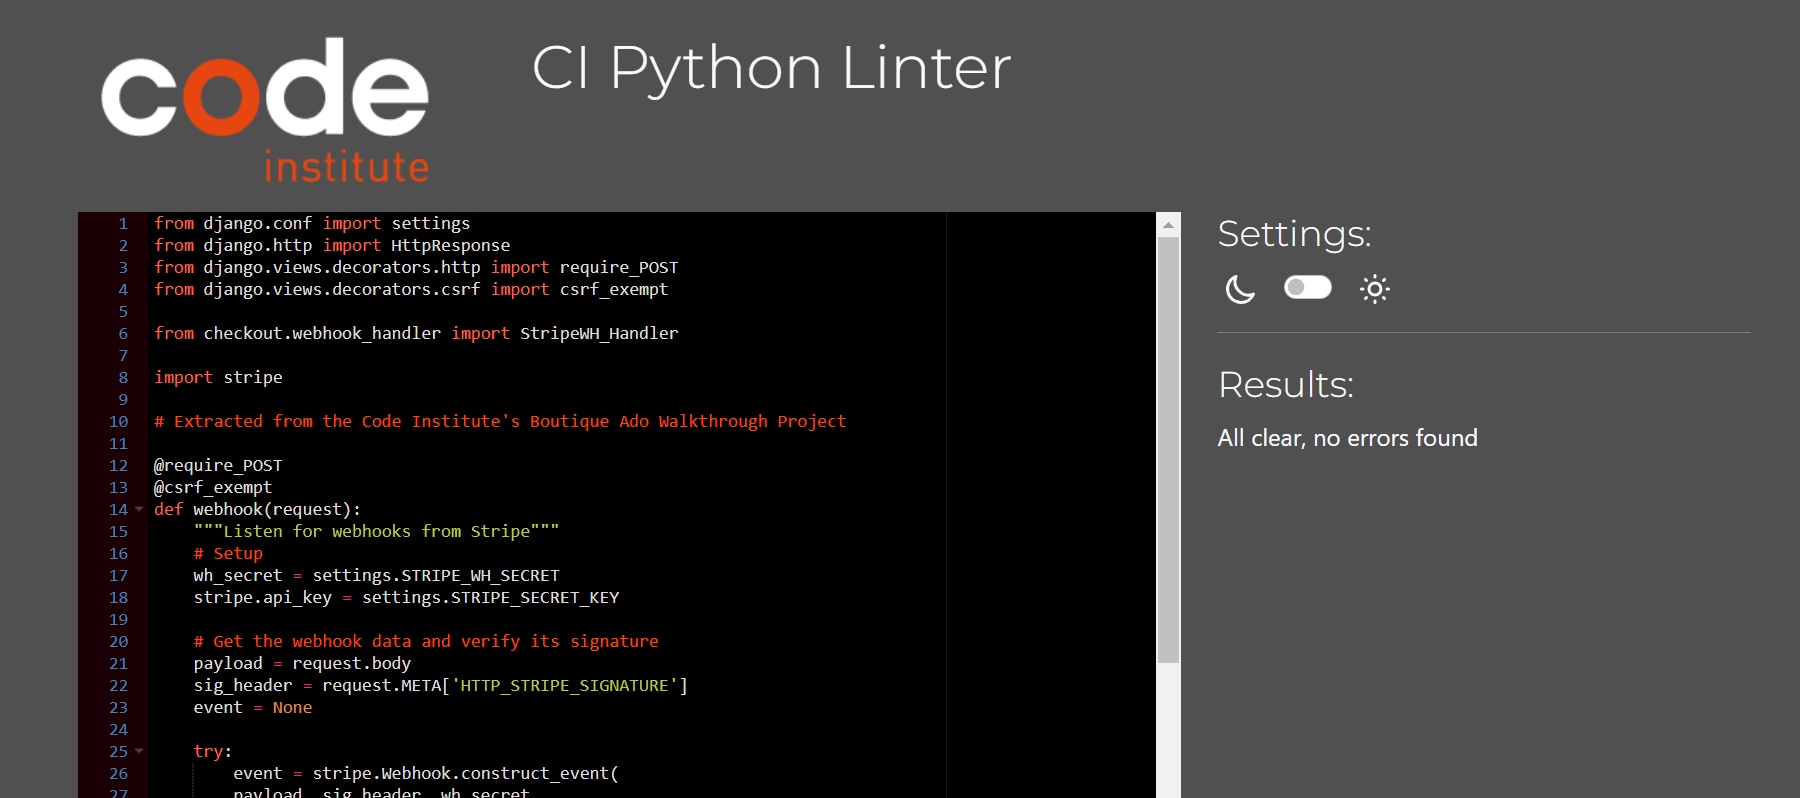 code
institute
CI Python Linter
1 from django.conf import settings
2 from django.http import HttpResponse
3 from django.views.decorators.http import require_POST
4 from django.views.decorators.csrf import csrf_exempt
5
6 from checkout.webhook_handler import StripeWH_Handler
7
8 import stripe
9
10 # Extracted from the Code Institute's Boutique Ado Walkthrough Project
11
12 @require_POST
13 @csrf_exempt
14 def webhook(request):
15     """Listen for webhooks from Stripe"""
16     # Setup
17     wh_secret = settings.STRIPE_WH_SECRET
18     stripe.api_key = settings.STRIPE_SECRET_KEY
19
20     # Get the webhook data and verify its signature
21     payload = request.body
22     sig_header = request.META['HTTP_STRIPE_SIGNATURE']
23     event = None
24
25     try:
26         event = stripe.Webhook.construct_event(
27         payload, sig_header, wh_secret
Settings:
Results:
All clear, no errors found